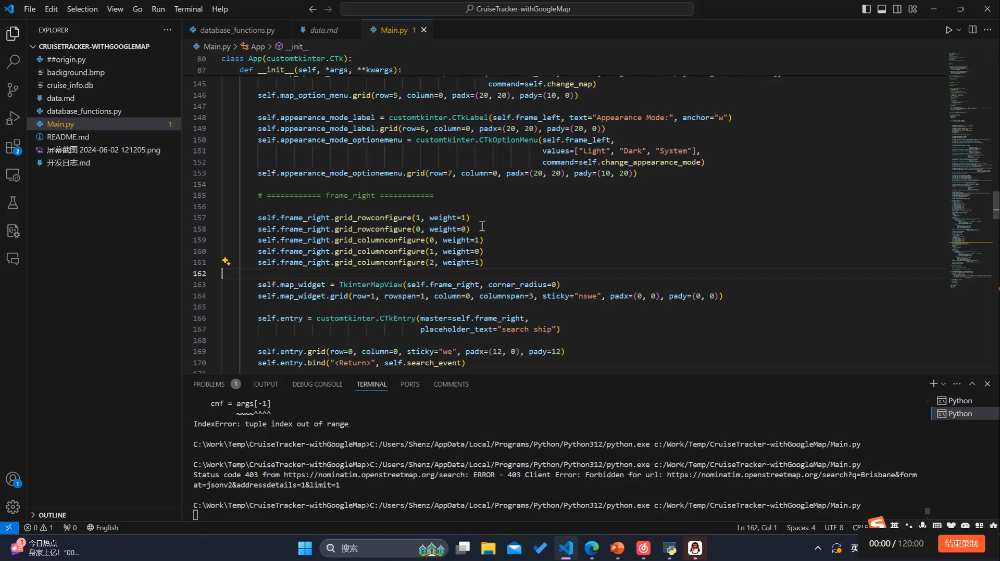 File Edit Selection View Go Run Terminal Help
CruiseTracker-withGoogleMap
EXPLORER
CRUISETRACKER-WITHGOOGLEMAP
##origin.py
background.bmp
cruise_info.db
data.md
database_functions.py
Main.py 1
README.md
屏幕截图 2024-06-02 121205.png
开发日志.md
OUTLINE
database_functions.py data.md Main.py 1
Main.py > App > __init__
80 class App(customtkinter.CTk):
87 def __init__(self, *args, **kwargs):
145 command=self.change_map)
146 self.map_option_menu.grid(row=5, column=0, padx=(20, 20), pady=(10, 0))
147
148 self.appearance_mode_label = customtkinter.CTkLabel(self.frame_left, text="Appearance Mode:", anchor="w")
149 self.appearance_mode_label.grid(row=6, column=0, padx=(20, 20), pady=(20, 0))
150 self.appearance_mode_optionemenu = customtkinter.CTkOptionMenu(self.frame_left,
151 values=["Light", "Dark", "System"],
152 command=self.change_appearance_mode)
153 self.appearance_mode_optionemenu.grid(row=7, column=0, padx=(20, 20), pady=(10, 20))
154
155 # ============ frame_right ============
156
157 self.frame_right.grid_rowconfigure(1, weight=1)
158 self.frame_right.grid_rowconfigure(0, weight=0)
159 self.frame_right.grid_columnconfigure(0, weight=1)
160 self.frame_right.grid_columnconfigure(1, weight=0)
161 self.frame_right.grid_columnconfigure(2, weight=1)
162
163 self.map_widget = TkinterMapView(self.frame_right, corner_radius=0)
164 self.map_widget.grid(row=1, rowspan=1, column=0, columnspan=3, sticky="nswe", padx=(0, 0), pady=(0, 0))
165
166 self.entry = customtkinter.CTkEntry(master=self.frame_right,
167 placeholder_text="search ship")
168
169 self.entry.grid(row=0, column=0, sticky="we", padx=(12, 0), pady=12)
170 self.entry.bind("<Return>", self.search_event)
PROBLEMS 1 OUTPUT DEBUG CONSOLE TERMINAL PORTS COMMENTS
cnf = args[-1]
~~~~^^^^
IndexError: tuple index out of range
C:\Work\Temp\CruiseTracker-withGoogleMap>C:/Users/Shenz/AppData/Local/Programs/Python/Python312/python.exe c:/Work/Temp/CruiseTracker-withGoogleMap/Main.py
C:\Work\Temp\CruiseTracker-withGoogleMap>C:/Users/Shenz/AppData/Local/Programs/Python/Python312/python.exe c:/Work/Temp/CruiseTracker-withGoogleMap/Main.py
Status code 403 from https://nominatim.openstreetmap.org/search: ERROR - 403 Client Error: Forbidden for url: https://nominatim.openstreetmap.org/search?q=Brisbane&form
at=jsonv2&addressdetails=1&limit=1
C:\Work\Temp\CruiseTracker-withGoogleMap>C:/Users/Shenz/AppData/Local/Programs/Python/Python312/python.exe c:/Work/Temp/CruiseTracker-withGoogleMap/Main.py
Python
Python
2
1
0 1 0 English
Ln 162, Col 1 Spaces: 4 UTF-8 CRLF
英
1 今日热点
身家上亿！“00...
搜索
英
00:00 / 120:00
结束录制